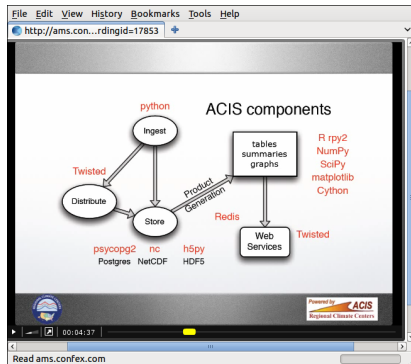 File Edit View History Bookmarks Tools Help
http://ams.con...rdingid=17853
ACIS components
python
Ingest
Twisted
Distribute
Store
Product
Generation
tables
summaries
graphs
R rpy2
NumPy
SciPy
matplotlib
Cython
Redis
Web
Services
Twisted
psycopg2 nc h5py
Postgres NetCDF HDF5
Powered by
ACIS
Regional Climate Centers
00:04:37
Read ams.confex.com